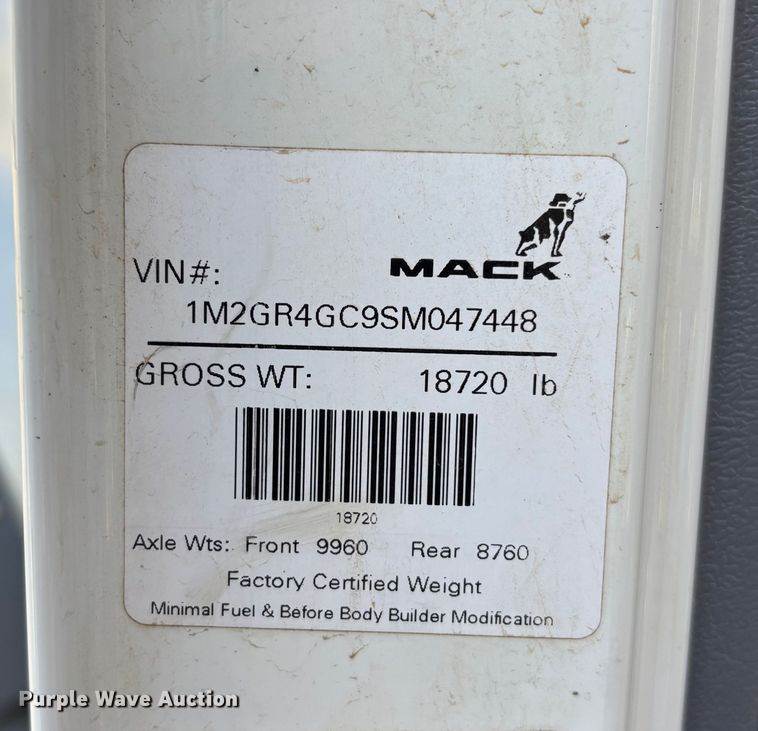 MACK
VIN#:
1M2GR4GC9SM047448
GROSS WT: 18720 lb
18720
Axle Wts: Front 9960 Rear 8760
Factory Certified Weight
Minimal Fuel & Before Body Builder Modification
Purple Wave Auction